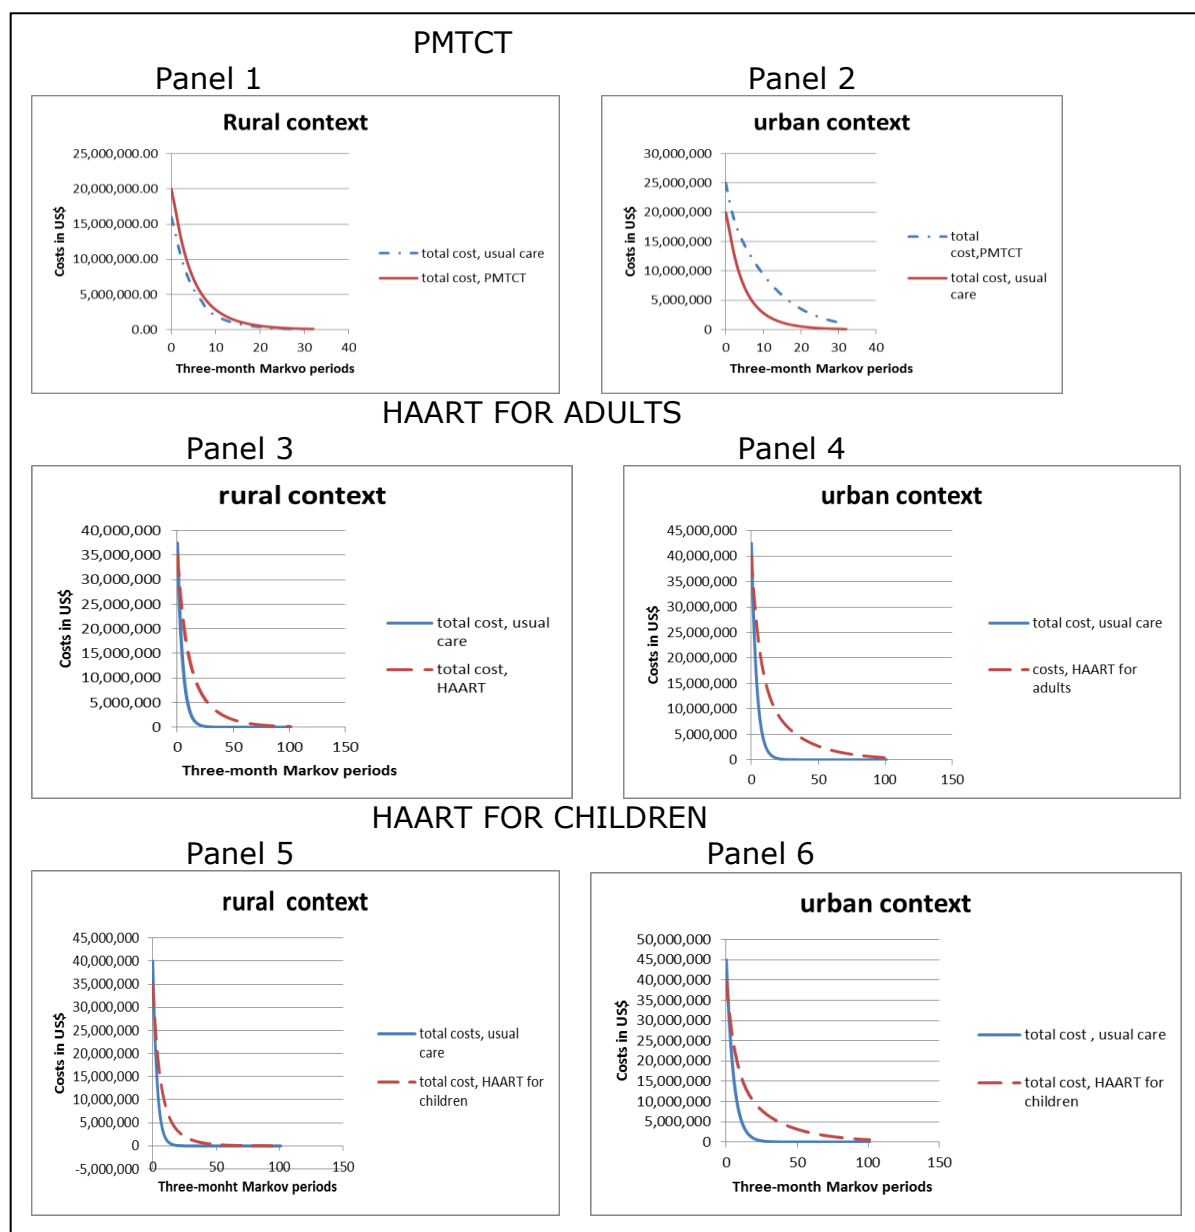 PMTCT
Panel 1
Panel 2
Rural context
25,000,000.00
20,000,000.00
15,000,000.00
10,000,000.00
5,000,000.00
0.00
Costs in US$
0 10 20 30 40
Three-month Markvo periods
total cost, usual care
total cost, PMTCT
urban context
30,000,000
25,000,000
20,000,000
15,000,000
10,000,000
5,000,000
0
Costs in US$
0 10 20 30 40
Three-month Markov periods
total
cost,PMTCT
total cost, usual
care
HAART FOR ADULTS
Panel 3
Panel 4
rural context
40,000,000
35,000,000
30,000,000
25,000,000
20,000,000
15,000,000
10,000,000
5,000,000
0
Costs in US$
0 50 100 150
Three-month Markov periods
total cost, usual
care
total cost,
HAART
urban context
45,000,000
40,000,000
35,000,000
30,000,000
25,000,000
20,000,000
15,000,000
10,000,000
5,000,000
0
Costs in US$
0 50 100 150
total cost, usual care
costs, HAART for
adults
HAART FOR CHILDREN
Panel 5
Panel 6
rural context
45,000,000
40,000,000
35,000,000
30,000,000
25,000,000
20,000,000
15,000,000
10,000,000
5,000,000
0
-5,000,000
Costs in US$
0 50 100 150
Three-monht Markov periods
total costs, usual
care
total cost, HAART for
children
urban context
50,000,000
45,000,000
40,000,000
35,000,000
30,000,000
25,000,000
20,000,000
15,000,000
10,000,000
5,000,000
0
Costs in US$
0 50 100 150
Three-month Markov periods
total cost , usual care
total cost, HAART for
children